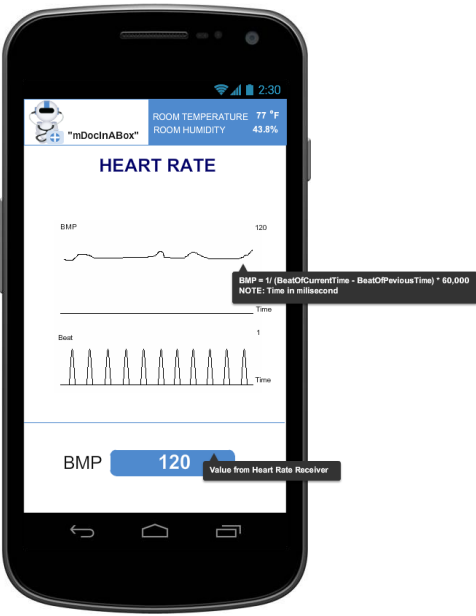 2:30
"mDocInABox"
ROOM TEMPERATURE 77 °F
ROOM HUMIDITY 43.8%
HEART RATE
BMP 120
BMP = 1/ (BeatOfCurrentTime - BeatOfPeviousTime) * 60,000
NOTE: Time in milisecond
Time
Beat 1
Time
BMP 120
Value from Heart Rate Receiver